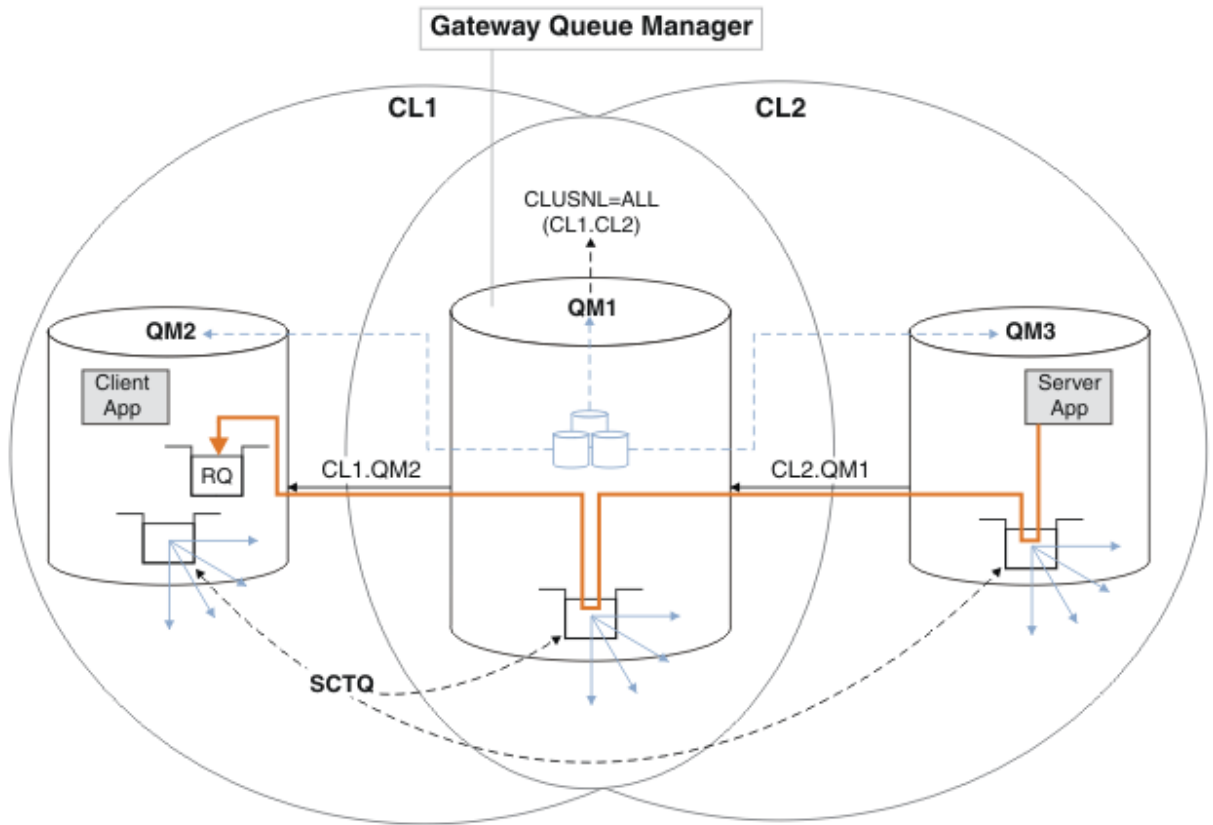 Gateway Queue Manager
CL1
CL2
CLUSNL=ALL
(CL1.CL2)
QM1
QM2
QM3
Client
App
Server
App
RQ
CL1.QM2
CL2.QM1
SCTQ